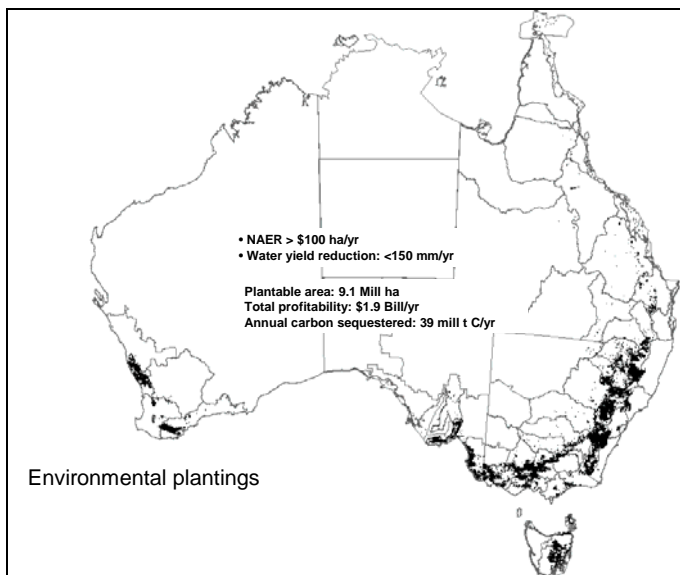 • NAER > $100 ha/yr
• Water yield reduction: <150 mm/yr
Plantable area: 9.1 Mill ha
Total profitability: $1.9 Bill/yr
Annual carbon sequestered: 39 mill t C/yr
Environmental plantings